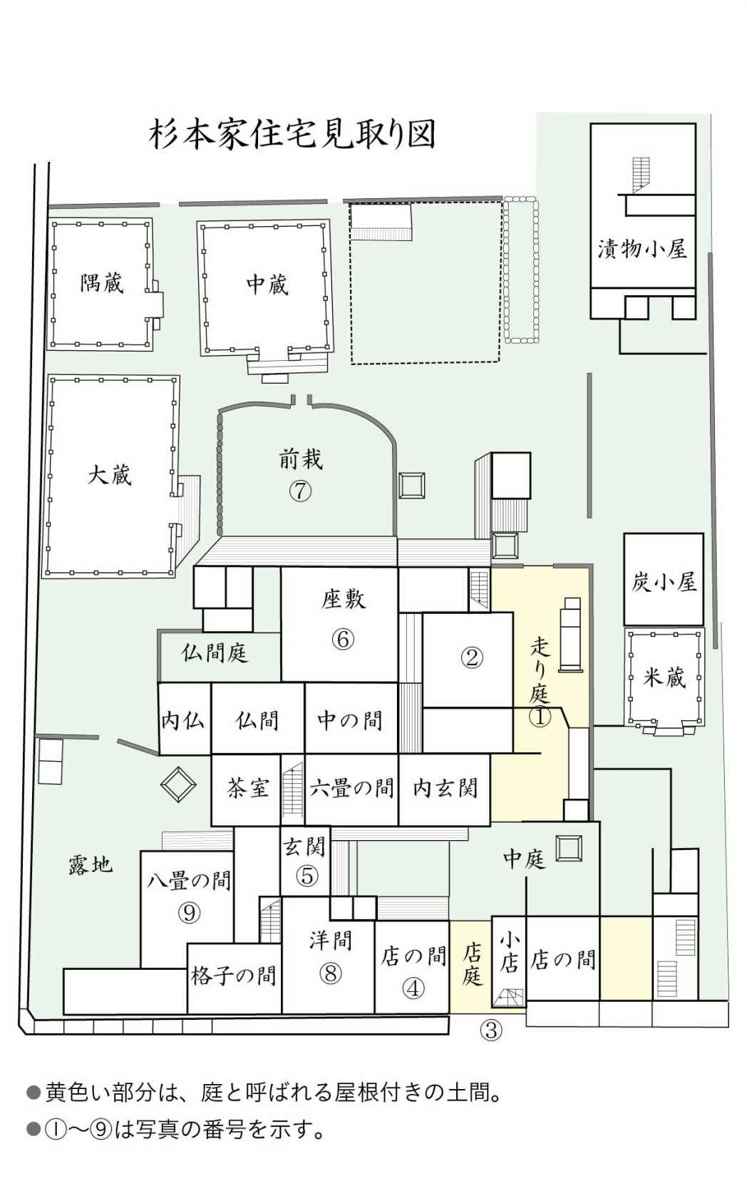 杉本家住宅見取り図
漬物小屋
隅蔵
中蔵
大蔵
前栽
⑦
炭小屋
座敷
⑥
②
走り庭①
仏間庭
米蔵
内仏
仏間
中の間
茶室
六畳の間
内玄関
玄関
⑤
中庭
露地
八畳の間
⑨
洋間
⑧
店の間
④
店庭
小店
店の間
格子の間
③
●黄色い部分は、庭と呼ばれる屋根付きの土間。
●①〜⑨は写真の番号を示す。